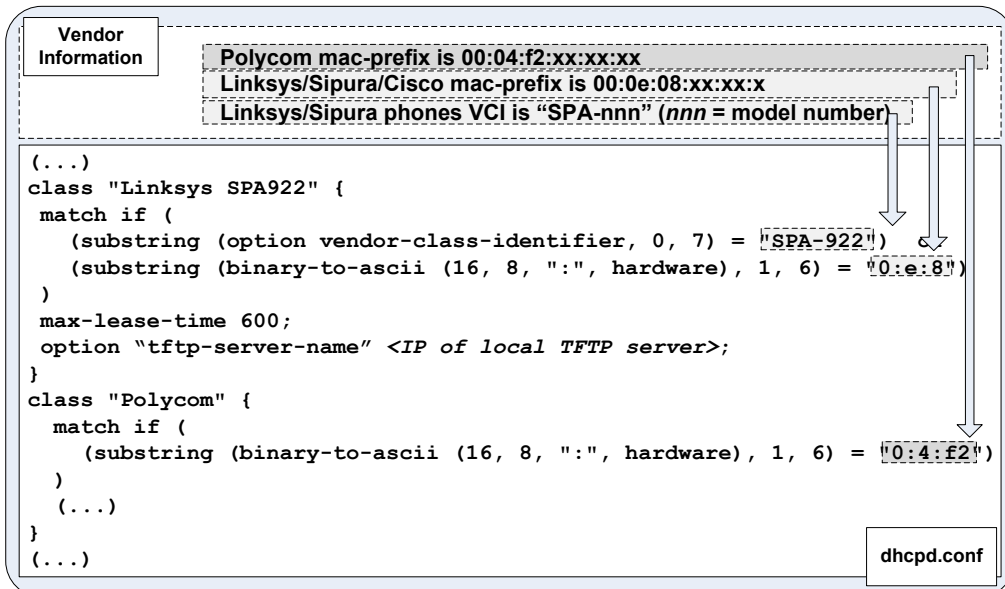 Vendor
Information
Polycom mac-prefix is 00:04:f2:xx:xx:xx
Linksys/Sipura/Cisco mac-prefix is 00:0e:08:xx:xx:x
Linksys/Sipura phones VCI is “SPA-nnn” (nnn = model number)
(...)
class "Linksys SPA922" {
match if (
(substring (option vendor-class-identifier, 0, 7) = "SPA-922")
(substring (binary-to-ascii (16, 8, ":", hardware), 1, 6) = "0:e:8")
)
max-lease-time 600;
option “tftp-server-name” <IP of local TFTP server>;
}
class "Polycom" {
match if (
(substring (binary-to-ascii (16, 8, ":", hardware), 1, 6) = "0:4:f2")
)
(...)
}
(...)
dhcpd.conf